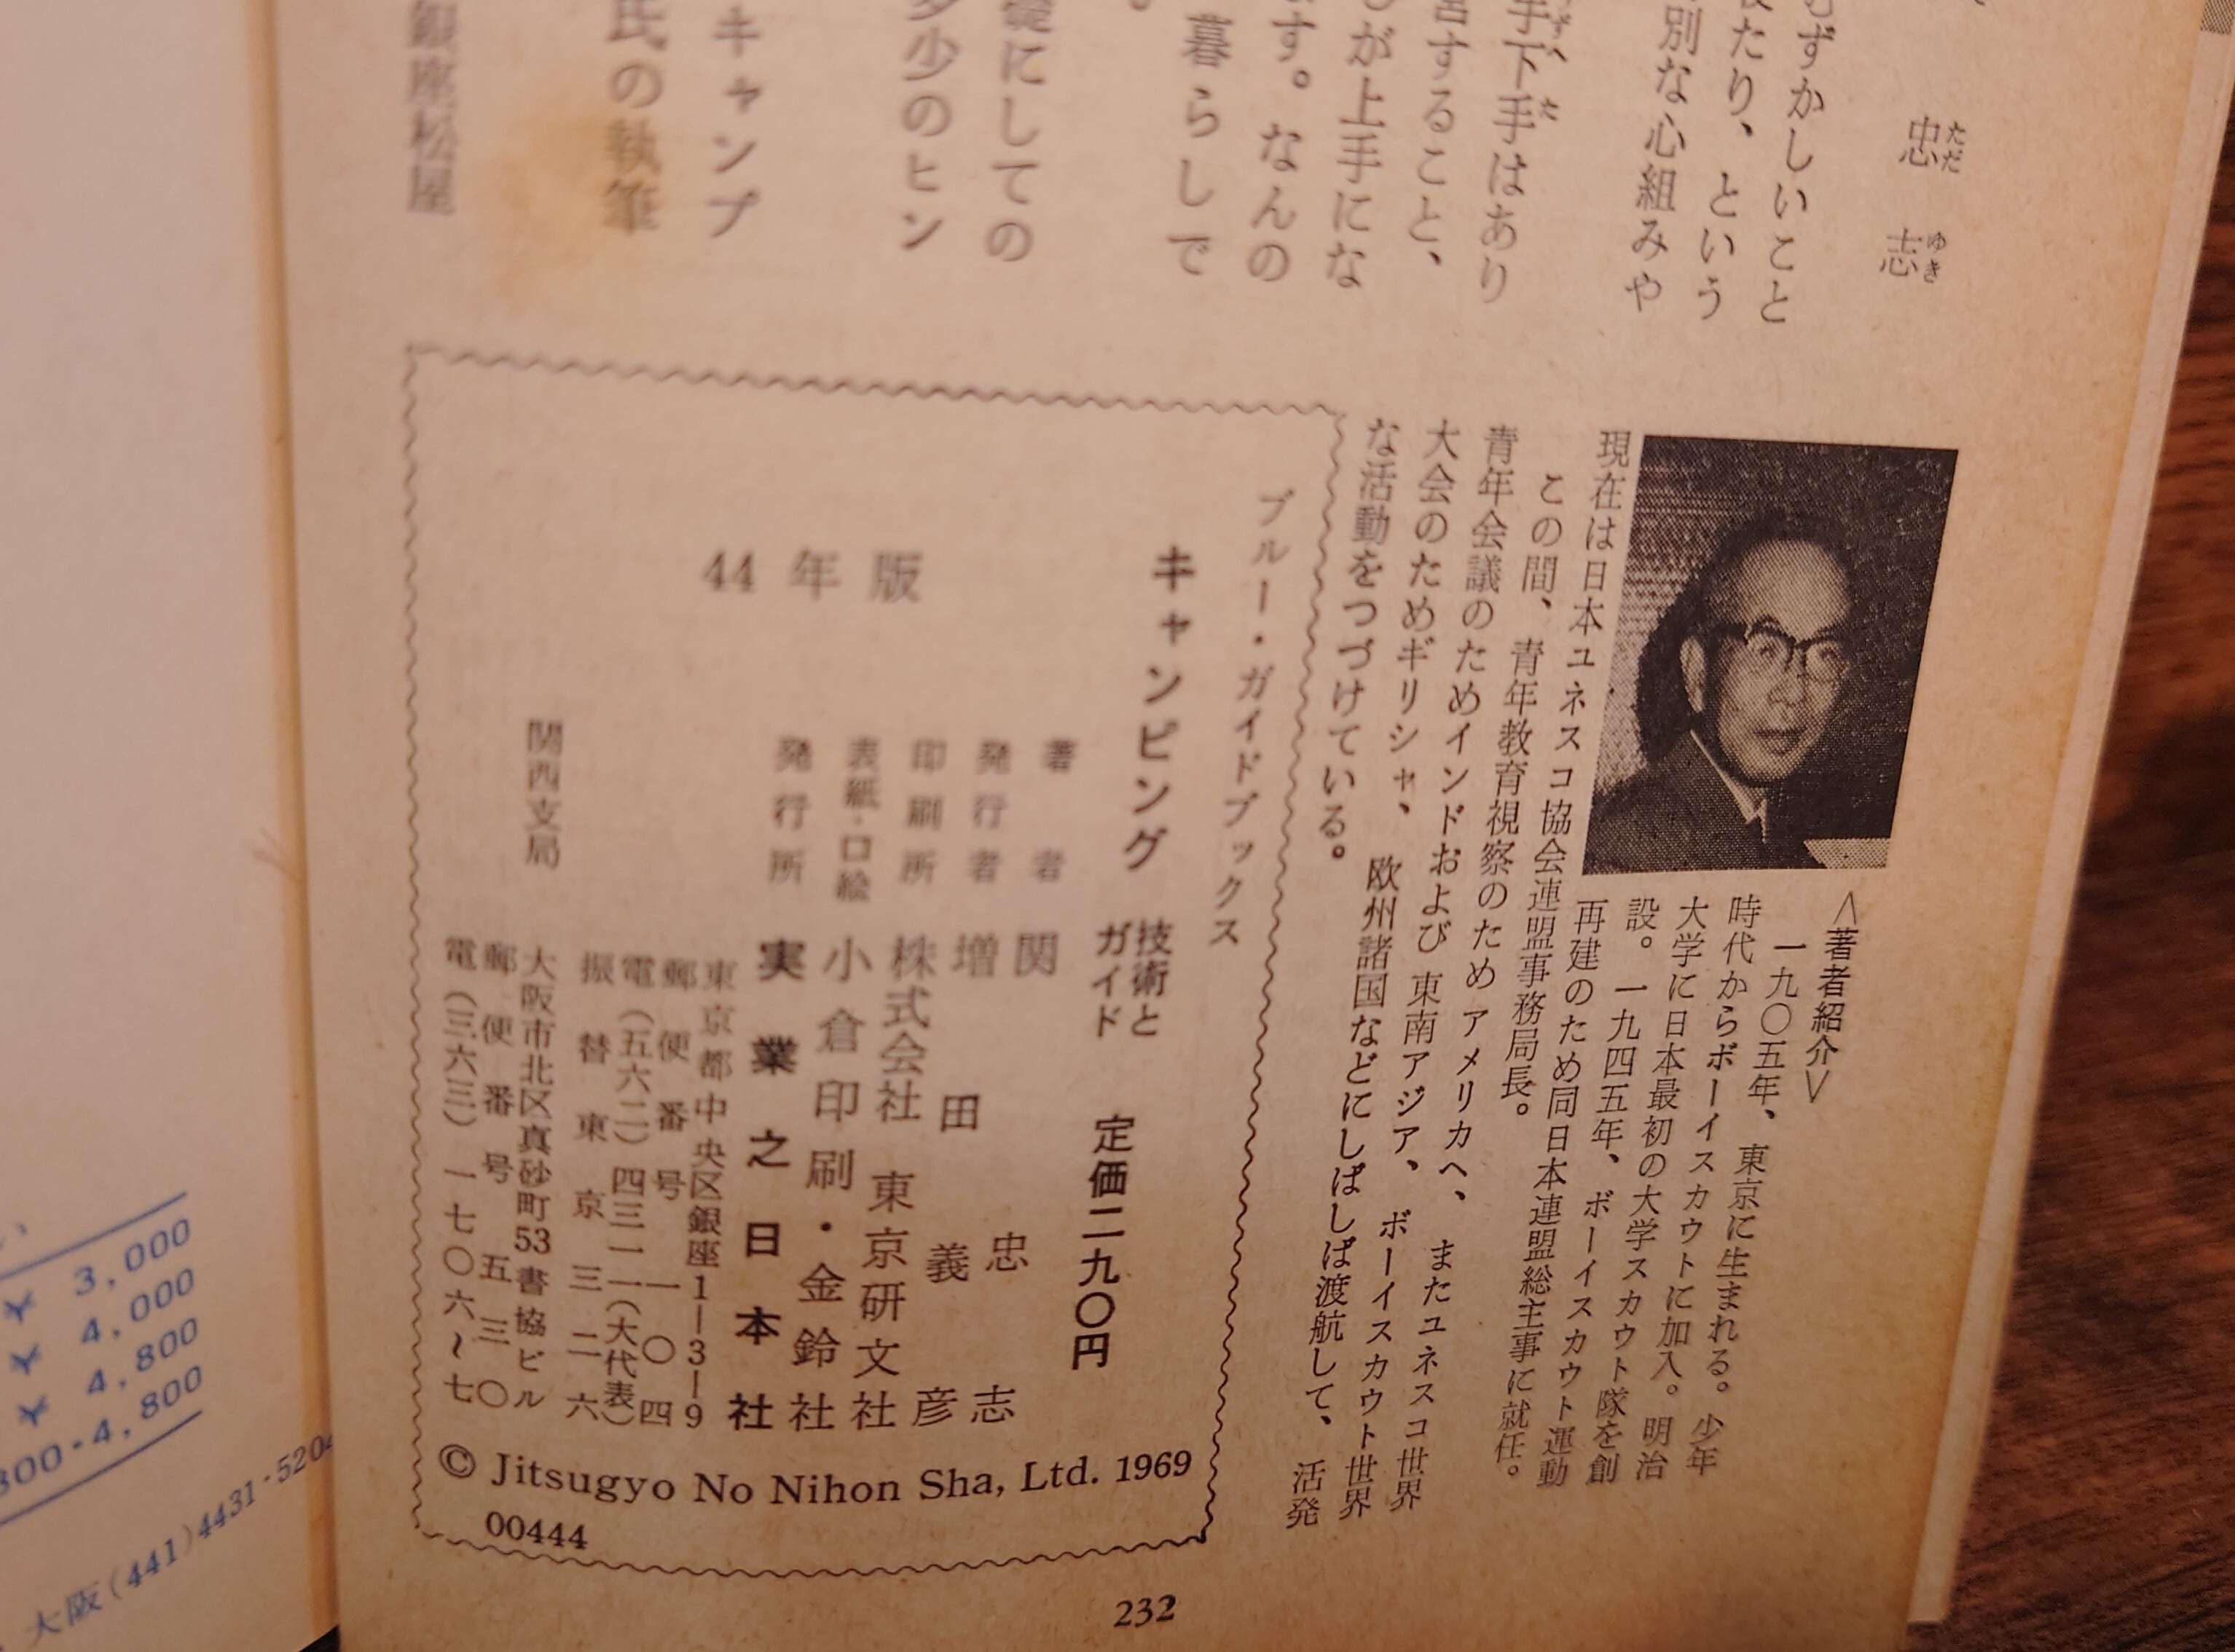 忠志
ただ ゆき
ずかしいこと
たり、という
別な心組みや
手下手はあり
すること、
が上手にな
す。なんの
暮らしで
礎にしての
多少のヒン
キャンプ
氏の執筆
銀座松屋
〈著者紹介〉
一九〇五年、東京に生まれる。少年
時代からボーイスカウトに加入。明治
大学に日本最初の大学スカウト隊を創
設。一九四五年、ボーイスカウト運動
再建のため同日本連盟総主事に就任。
現在は日本ユネスコ協会連盟事務局長。
この間、青年教育視察のためアメリカへ、またユネスコ世界
青年会議のためインドおよび東南アジア、ボーイスカウト世界
大会のためギリシャ、欧州諸国などにしばしば渡航して、活発
な活動をつづけている。
ブルー・ガイドブックス
キャンピング 技術とガイド 定価二九〇円
44年版
著者 関忠志
発行者 増田義彦
印刷所 株式会社 東京研文社
表紙・口絵 小倉印刷・金鈴社
発行所 実業之日本社
東京都中央区銀座1—3—9
郵便番号 一〇四
電(五六二)四三一一(大代表)
振替東京三二六
関西支局
大阪市北区真砂町53書協ビル
郵便番号 五三〇
電(三六三)一七〇六〜七
© Jitsugyo No Nihon Sha, Ltd. 1969
00444
232
¥ 3,000
¥ 4,000
¥ 4,800
800・4,800
大阪(441)4431・5204